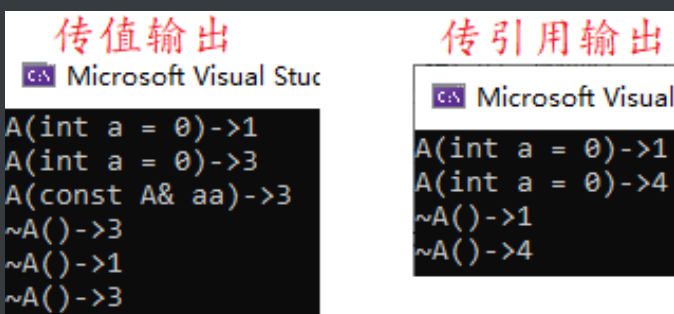 传值输出
Microsoft Visual Stud
A(int a = 0)->1
A(int a = 0)->3
A(const A& aa)->3
~A()->3
~A()->1
~A()->3
传引用输出
Microsoft Visual
A(int a = 0)->1
A(int a = 0)->4
~A()->1
~A()->4